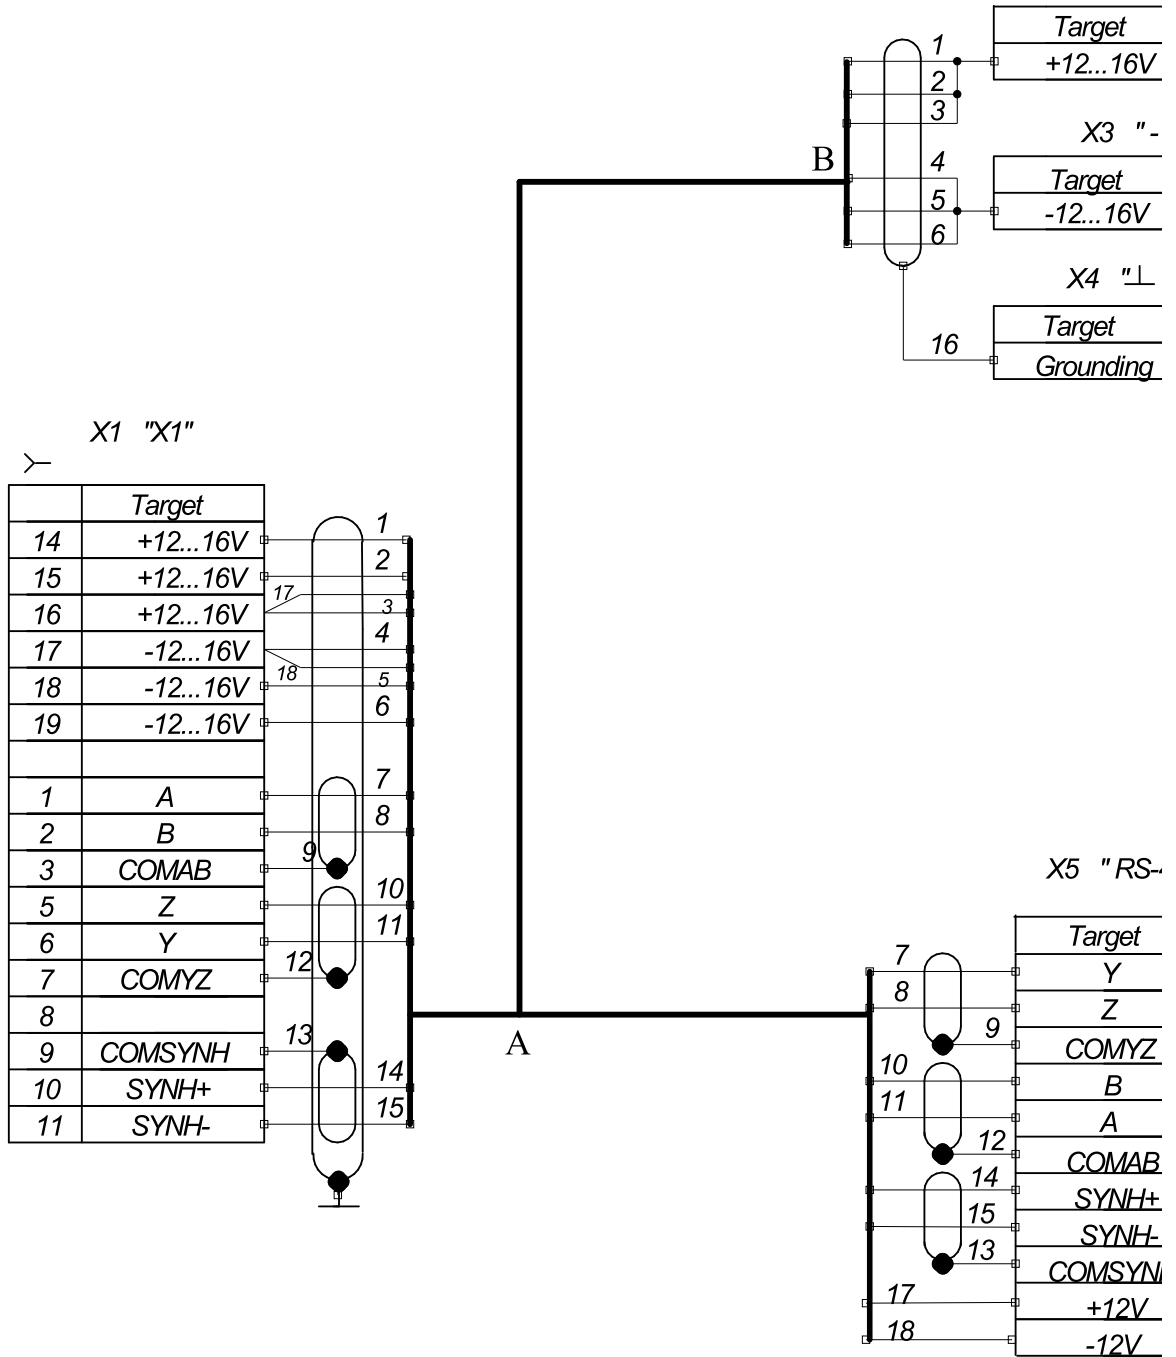 Target
1
+12...16V
2
3
X3 "-
B
4
Target
5
-12...16V
6
X4 "⊥
Target
16
Grounding
X1 "X1"
Target
14 +12...16V 1
15 +12...16V 2
17
16 +12...16V 3
17 -12...16V 4
18
18 -12...16V 5
19 -12...16V 6
1 A 7
2 B 8
3 COMAB 9
5 Z 10
6 Y 11
7 COMYZ 12
8
9 COMSYNH 13
10 SYNH+ 14
11 SYNH- 15
A
X5 "RS-4
Target
7 Y
8 Z
9 COMYZ
10 B
11 A
12 COMAB
14 SYNH+
15 SYNH-
13 COMSYNH
17 +12V
18 -12V